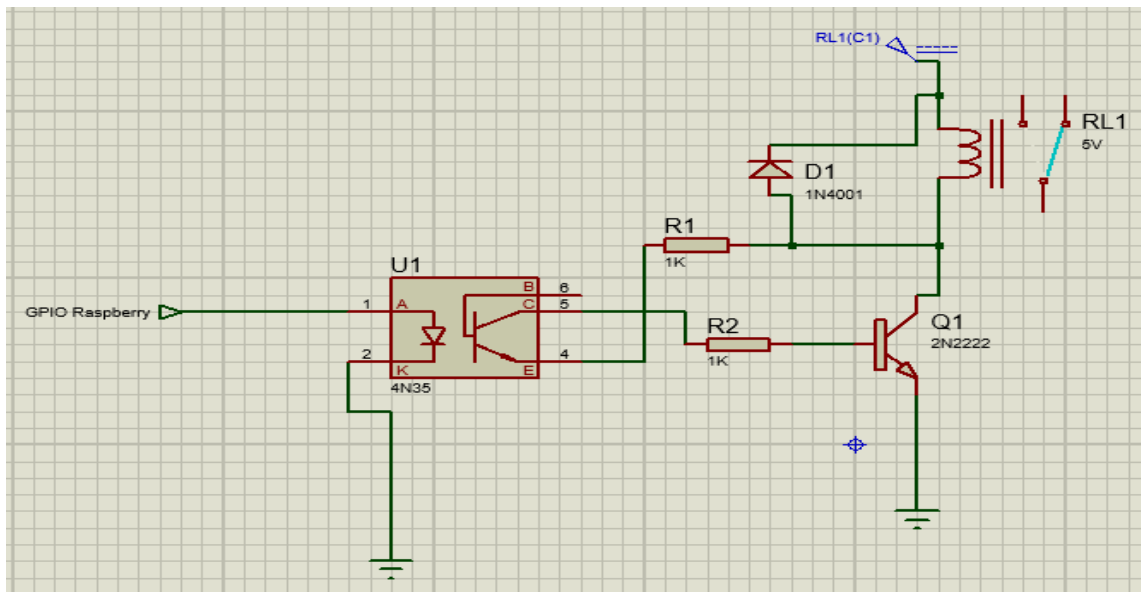 RL1(C1)
RL1
5V
D1
1N4001
R1
1K
U1
B
6
GPIO Raspberry
1
A
C
5
R2
1K
Q1
2N2222
2
K
E
4
4N35